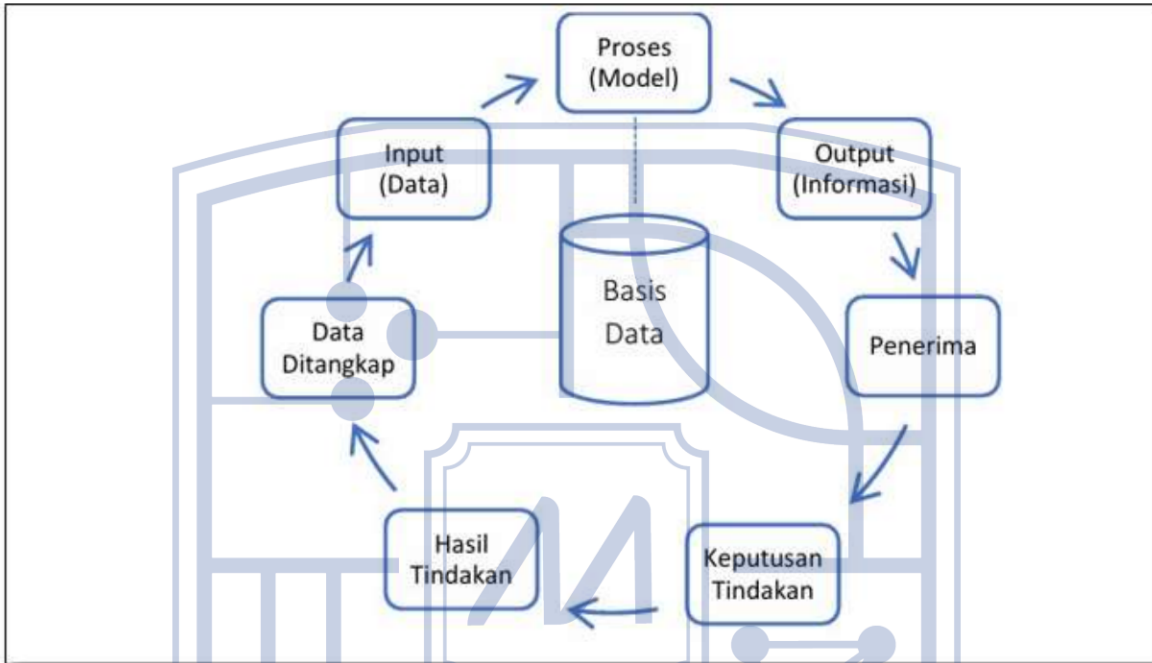 Proses
(Model)
Input
(Data)
Output
(Informasi)
Basis
Data
Data
Ditangkap
Penerima
Hasil
Tindakan
Keputusan
Tindakan